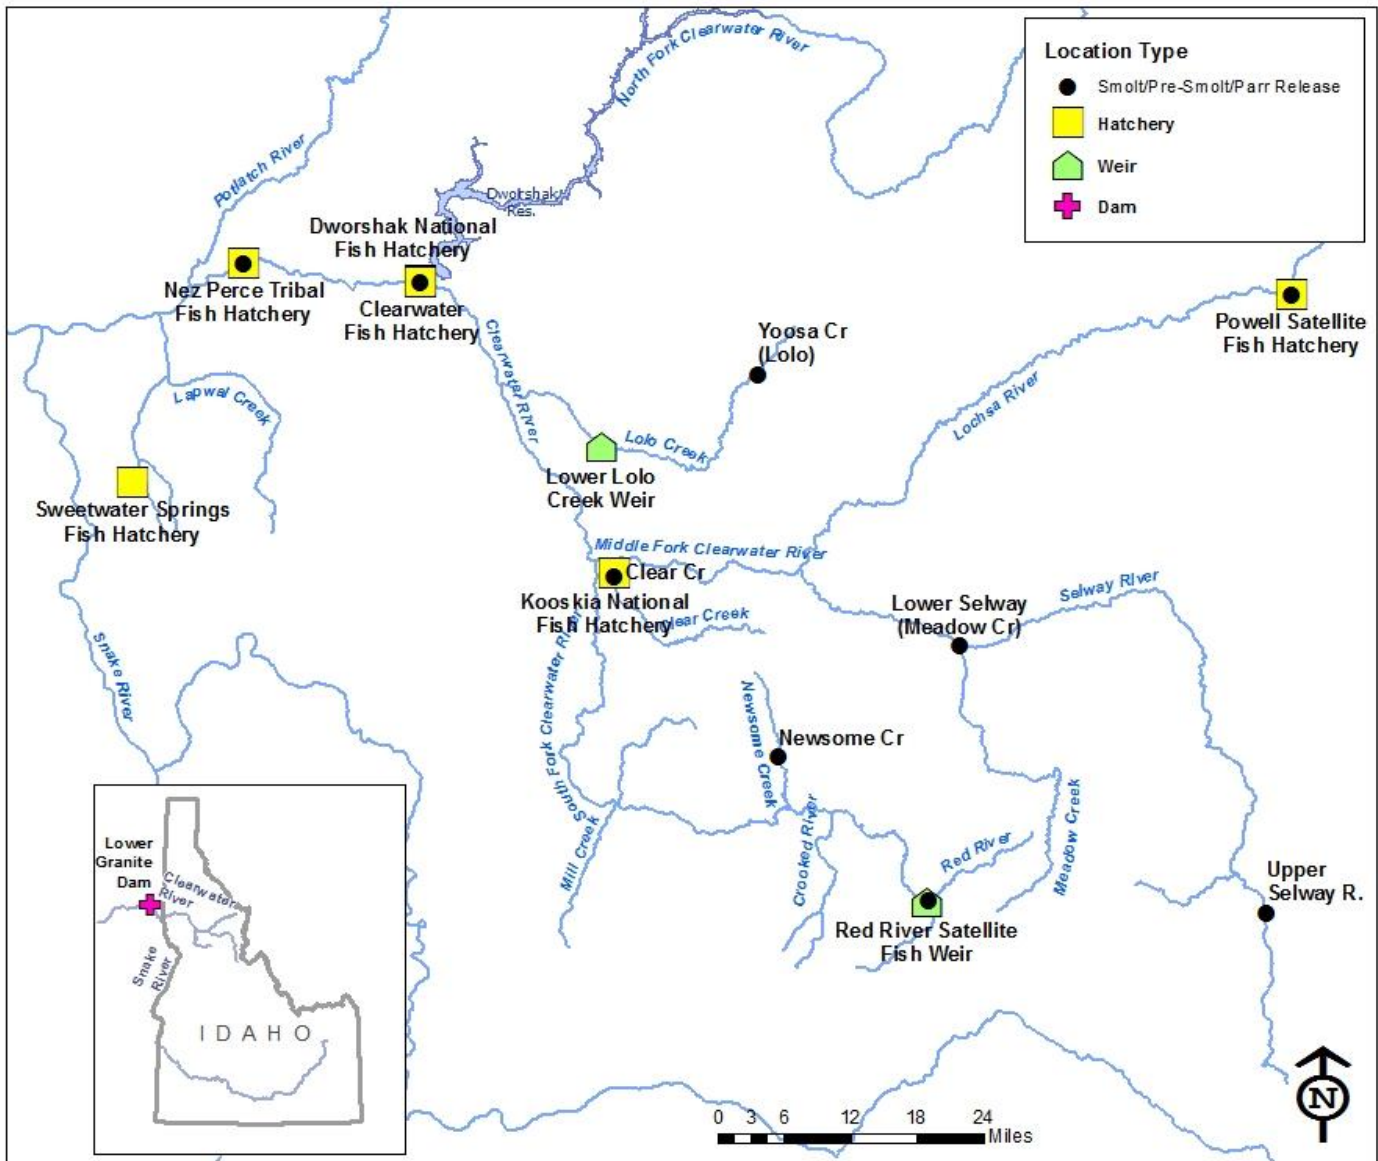 North Fork Clearwater River
Location Type
Smolt/Pre-Smolt/Parr Release
Hatchery
Weir
Dam
Potlatch River
Dworshak
Res.
Dworshak National
Fish Hatchery
Nez Perce Tribal
Fish Hatchery
Clearwater
Fish Hatchery
Powell Satellite
Fish Hatchery
Clearwater River
Yoosa Cr
(Lolo)
Lapwai Creek
Lochsa River
Lolo Creek
Lower Lolo
Creek Weir
Sweetwater Springs
Fish Hatchery
Middle Fork Clearwater River
Clear Cr
Kooskia National
Fish Hatchery
Clear Creek
Lower Selway
(Meadow Cr)
Selway River
Snake River
South Fork Clearwater River
Newsome Creek
Newsome Cr
Mill Creek
Crooked River
Red River
Meadow Creek
Red River Satellite
Fish Weir
Upper
Selway R.
Lower
Granite
Dam
Clearwater
River
Snake
River
IDAHO
N
0 3 6 12 18 24
Miles